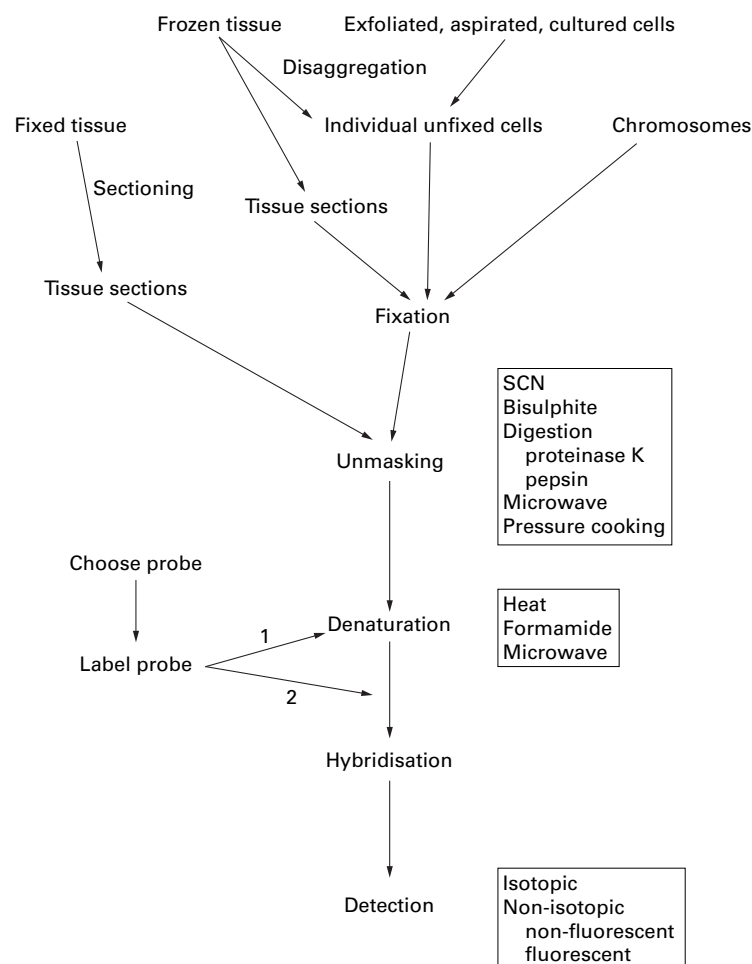 Frozen tissue
Exfoliated, aspirated, cultured cells
Disaggregation
Fixed tissue
Individual unfixed cells
Chromosomes
Sectioning
Tissue sections
Tissue sections
Fixation
SCN
Bisulphite
Digestion
proteinase K
pepsin
Microwave
Pressure cooking
Unmasking
Choose probe
Heat
Formamide
Microwave
Denaturation
1
Label probe
2
Hybridisation
Isotopic
Non-isotopic
non-fluorescent
fluorescent
Detection